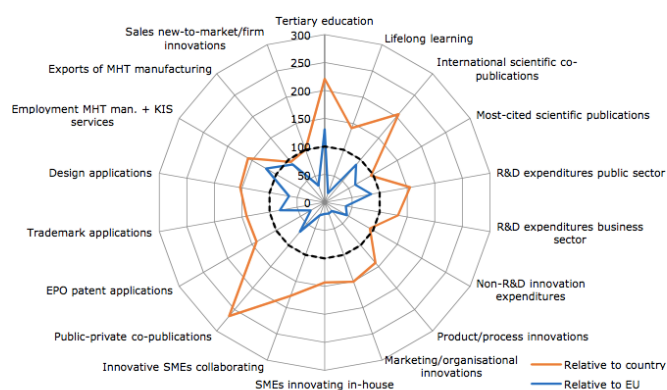 Tertiary education
Sales new-to-market/firm
innovations
Lifelong learning
Exports of MHT manufacturing
International scientific co-
publications
Employment MHT man. + KIS
services
Most-cited scientific publications
Design applications
R&D expenditures public sector
Trademark applications
R&D expenditures business
sector
EPO patent applications
Non-R&D innovation
expenditures
Public-private co-publications
Product/process innovations
Innovative SMEs collaborating
Marketing/organisational
innovations
SMEs innovating in-house
300
250
200
150
100
50
0
Relative to country
Relative to EU